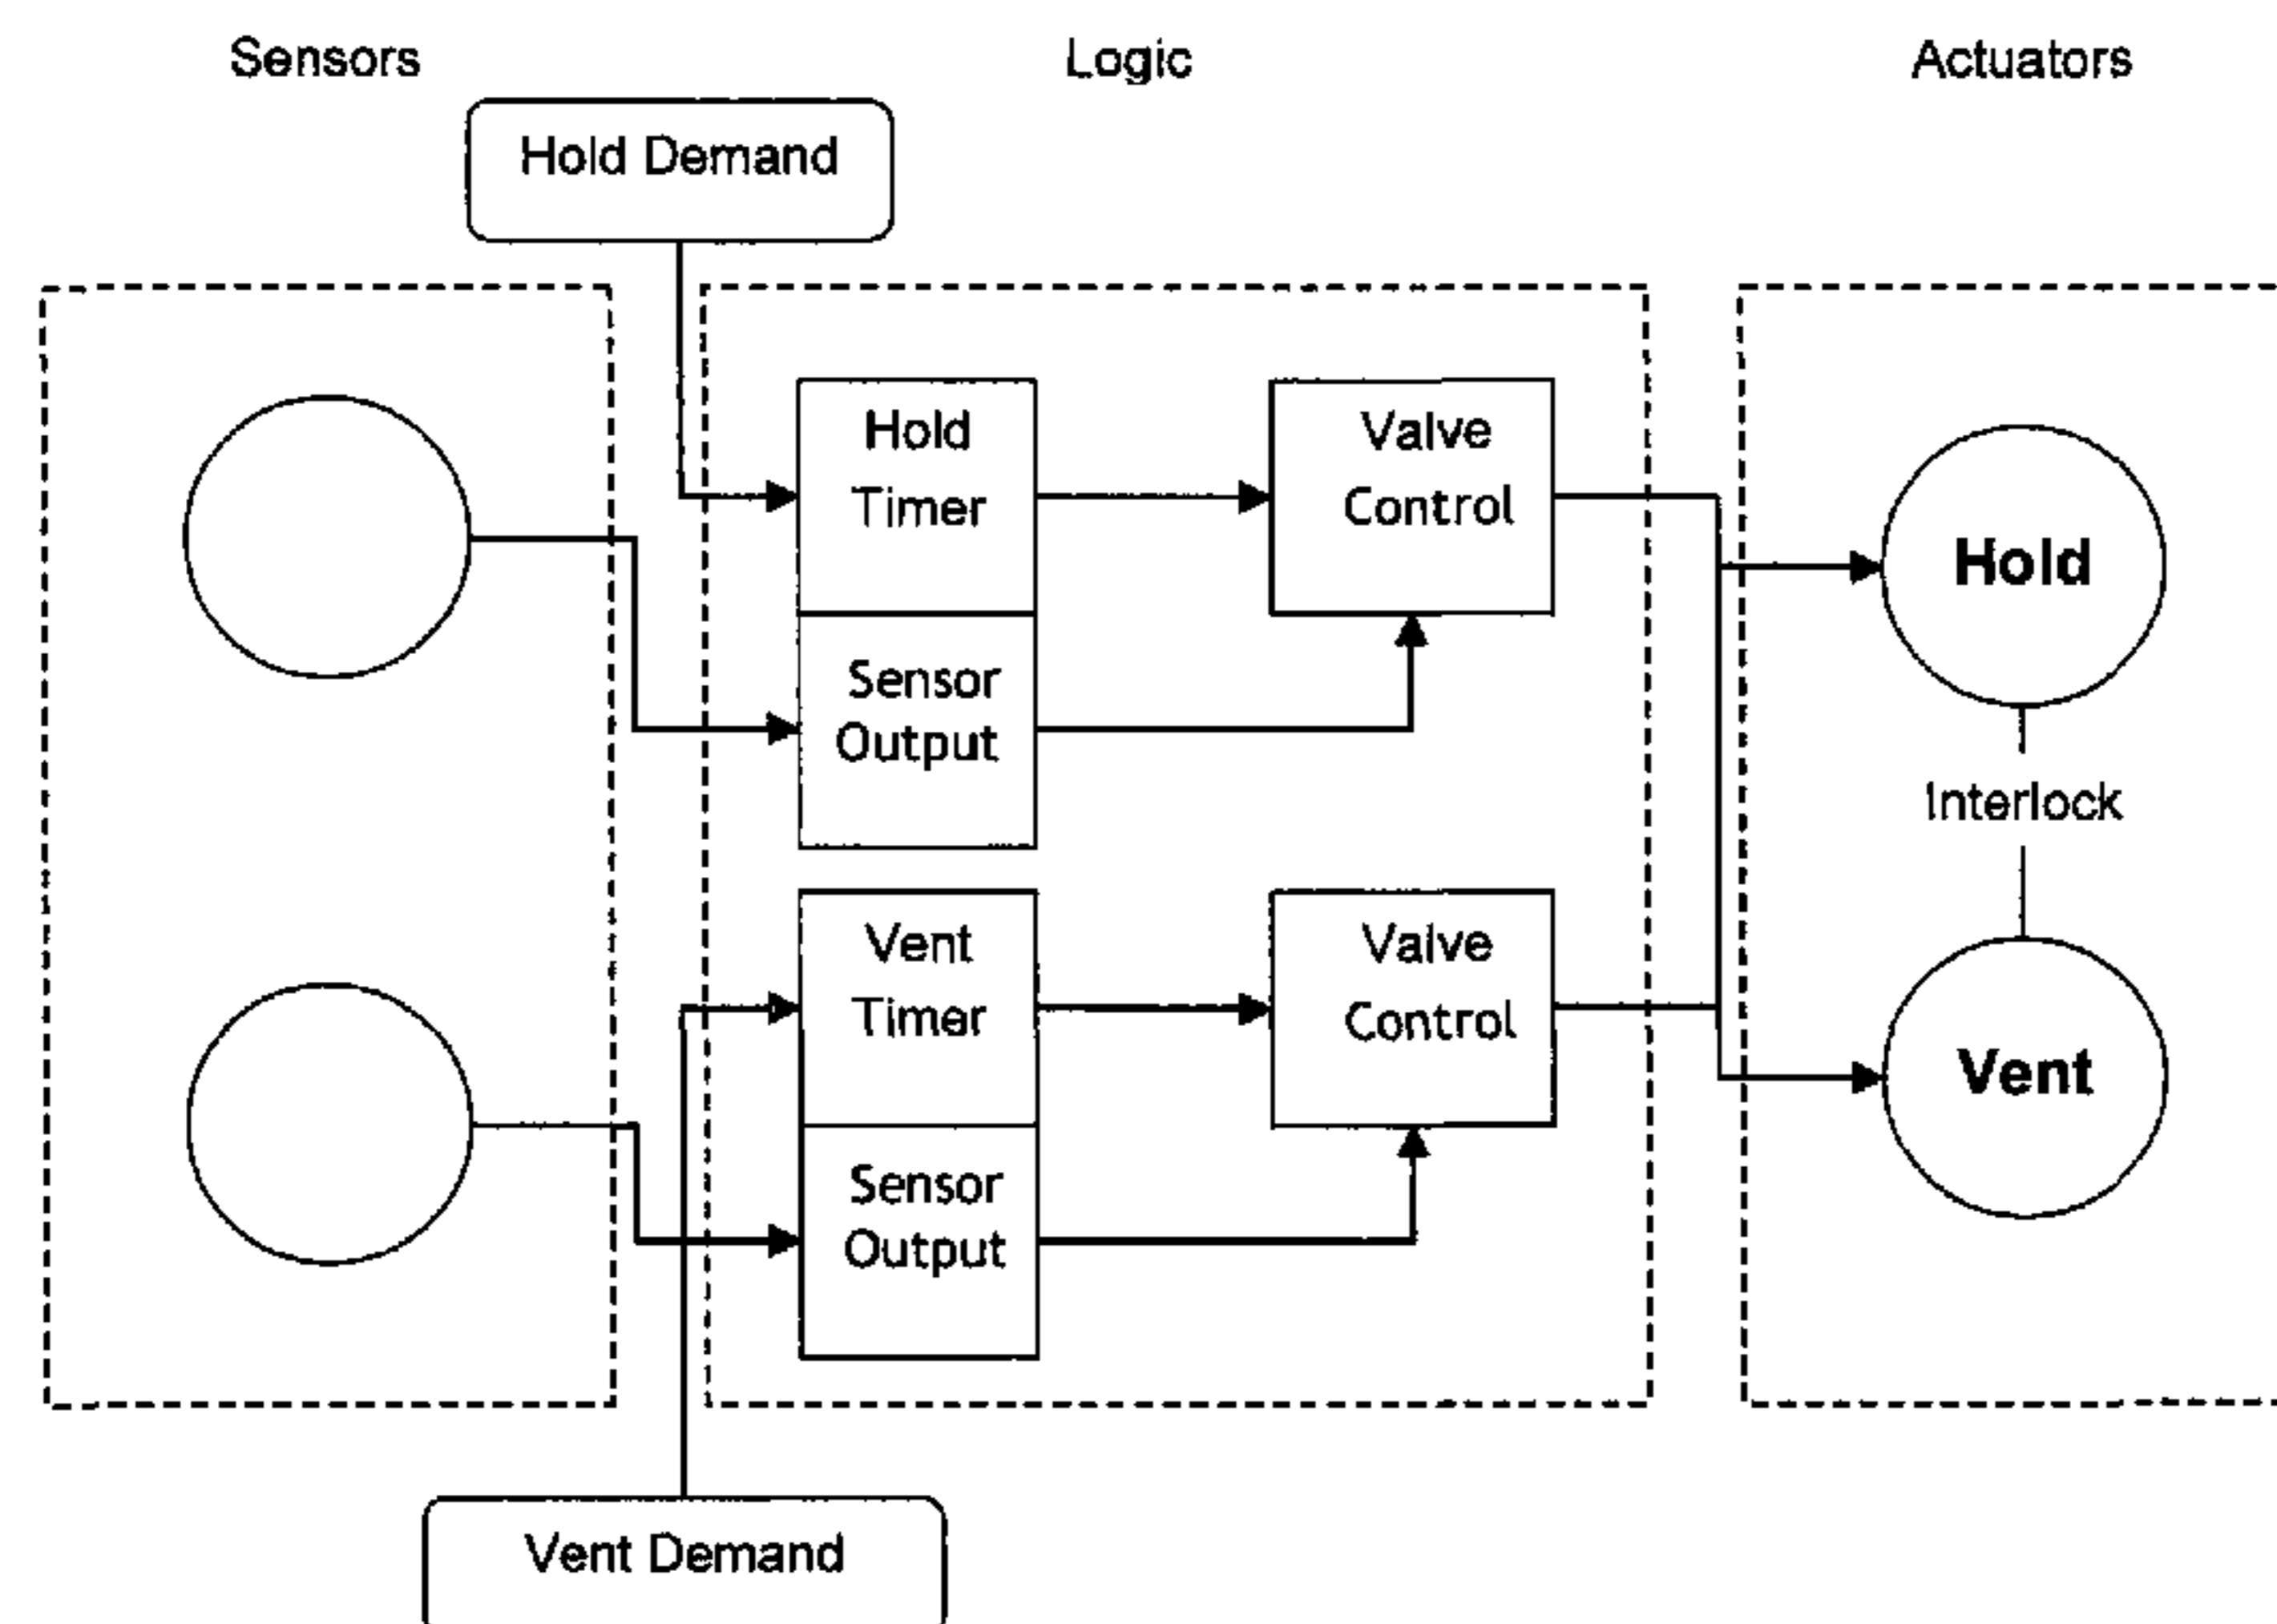 Sensors
Logic
Actuators
Hold Demand
Hold
Timer
Valve
Control
Sensor
Output
Hold
Interlock
Vent
Timer
Valve
Control
Sensor
Output
Vent
Vent Demand